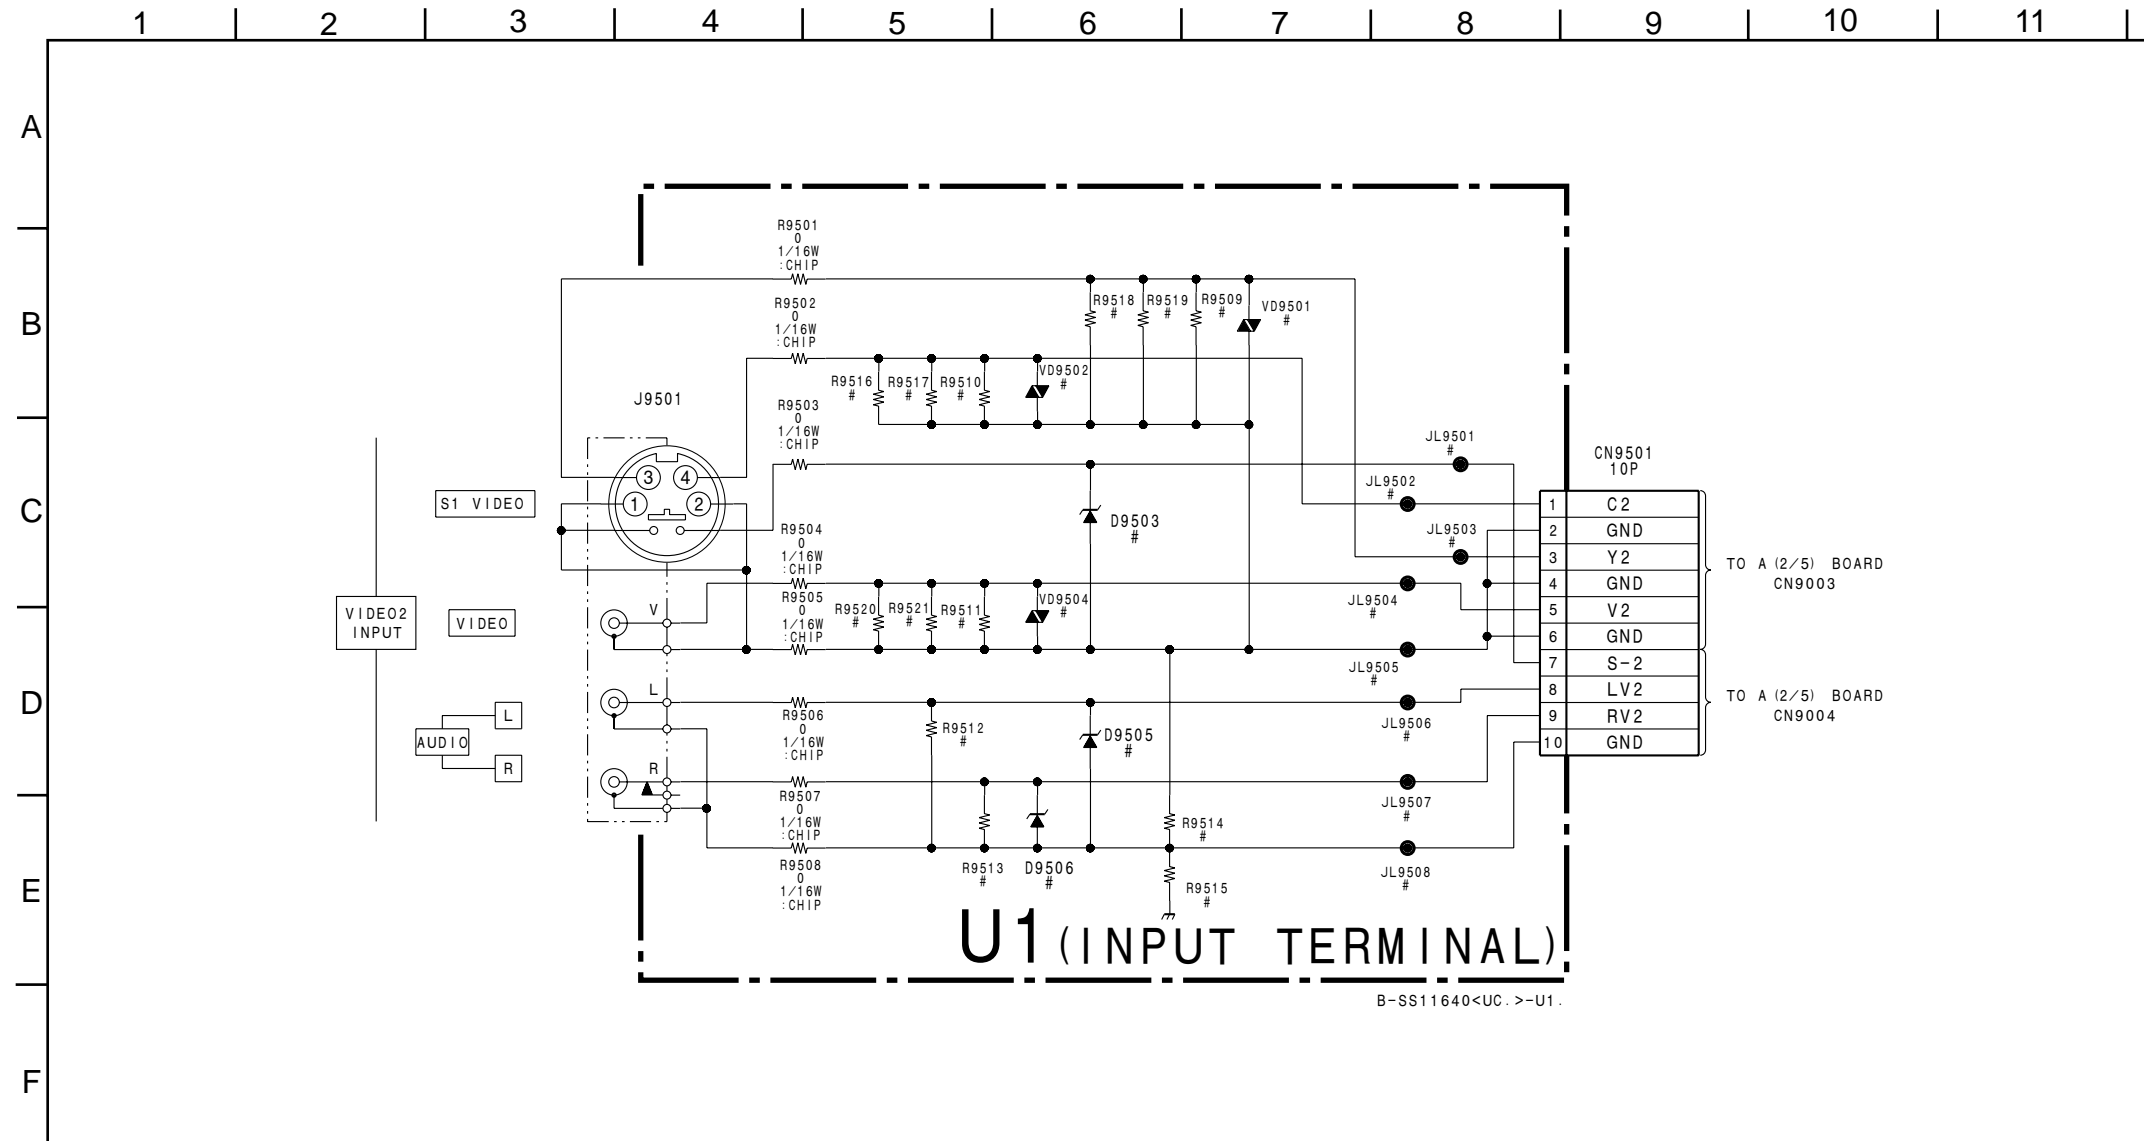 1 2 3 4 5 6 7 8 9 10 11
A
B
C
D
E
F
R9501
0
1/16W
:CHIP
R9502
0
1/16W
:CHIP
R9518
#
R9519
#
R9509
#
VD9501
#
R9516
#
R9517
#
R9510
#
VD9502
#
J9501
R9503
0
1/16W
:CHIP
JL9501
#
JL9502
#
JL9503
#
CN9501
10P
3 4
1 2
S1 VIDEO
D9503
#
R9504
0
1/16W
:CHIP
R9505
0
1/16W
:CHIP
R9520
#
R9521
#
R9511
#
VD9504
#
JL9504
#
JL9505
#
1 C2
2 GND
3 Y2
4 GND
5 V2
6 GND
7 S-2
8 LV2
9 RV2
10 GND
TO A(2/5) BOARD
CN9003
TO A(2/5) BOARD
CN9004
VIDEO2
INPUT
VIDEO
V
L
R
AUDIO
L
R
R9506
0
1/16W
:CHIP
R9512
#
D9505
#
JL9506
#
R9507
0
1/16W
:CHIP
R9514
#
JL9507
#
R9508
0
1/16W
:CHIP
R9513
#
D9506
#
R9515
#
JL9508
#
U1 (INPUT TERMINAL)
B-SS11640<UC.>-U1.